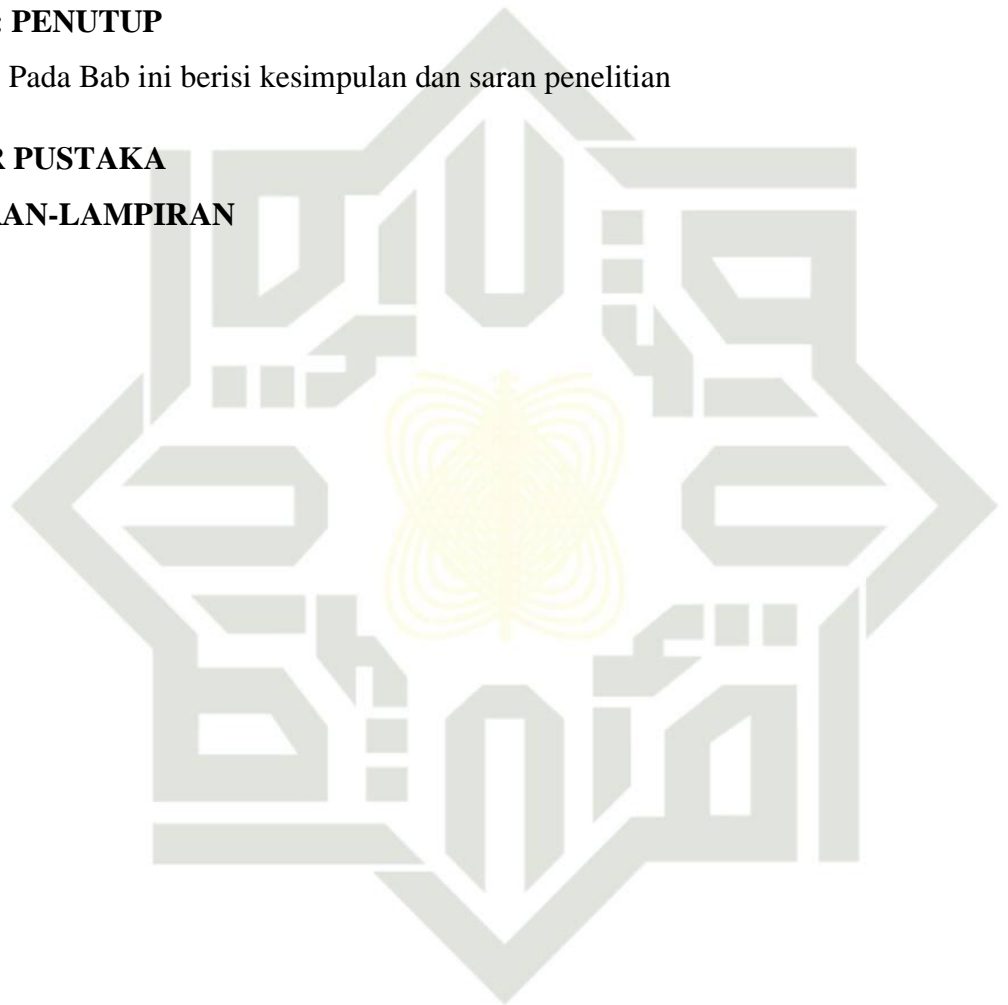 : PENUTUP
Pada Bab ini berisi kesimpulan dan saran penelitian
R PUSTAKA
AN-LAMPIRAN